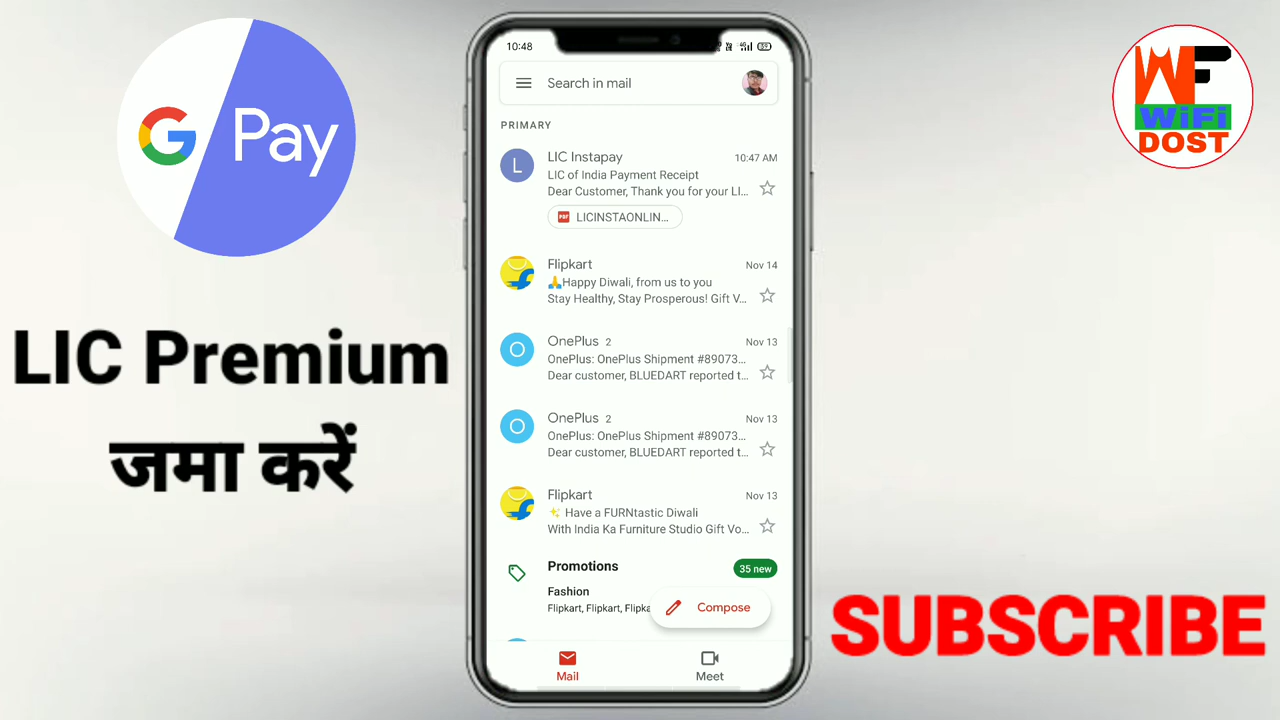 G Pay
LIC Premium
जमा करें
10:48
4G
69
Search in mail
PRIMARY
L
LIC Instapay
10:47 AM
LIC of India Payment Receipt
Dear Customer, Thank you for your LI...
PDF
LICINSTAONLIN...
Flipkart
Nov 14
🙏Happy Diwali, from us to you
Stay Healthy, Stay Prosperous! Gift V...
O
OnePlus 2
Nov 13
OnePlus: OnePlus Shipment #89073...
Dear customer, BLUEDART reported t...
O
OnePlus 2
Nov 13
OnePlus: OnePlus Shipment #89073...
Dear customer, BLUEDART reported t...
Flipkart
Nov 13
✨ Have a FURNtastic Diwali
With India Ka Furniture Studio Gift Vo...
Promotions
35 new
Fashion
Flipkart, Flipkart, Flipka
Compose
Mail
Meet
WF
WiFi
DOST
SUBSCRIBE